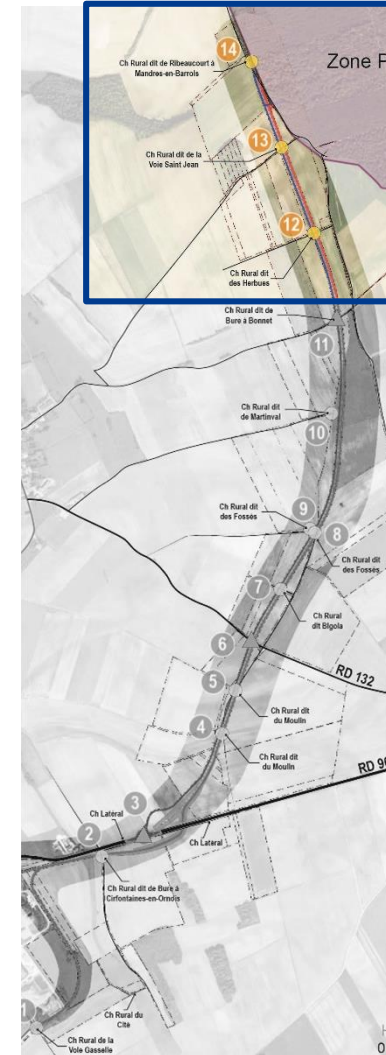 14
Ch Rural dit de Ribeaucourt à
Mandres-en-Barrois
Zone P
13
Ch Rural dit de la
Voie Saint Jean
12
Ch Rural dit
des Herbues
Ch Rural dit de
Bure à Bonnet
11
Ch Rural dit
de Martinval
10
9
Ch Rural dit
des Fossés
8
Ch Rural dit
des Fossés
7
Ch Rural
dit Bigola
6
RD 132
5
Ch Rural dit
du Moulin
4
Ch Rural dit
du Moulin
RD 96
3
Ch Latéral
2
Ch Latéral
Ch Rural dit de Bure à
Cirfontaines-en-Ornois
1
Ch Rural du
Cité
Ch Rural de la
Voie Gasselle
0